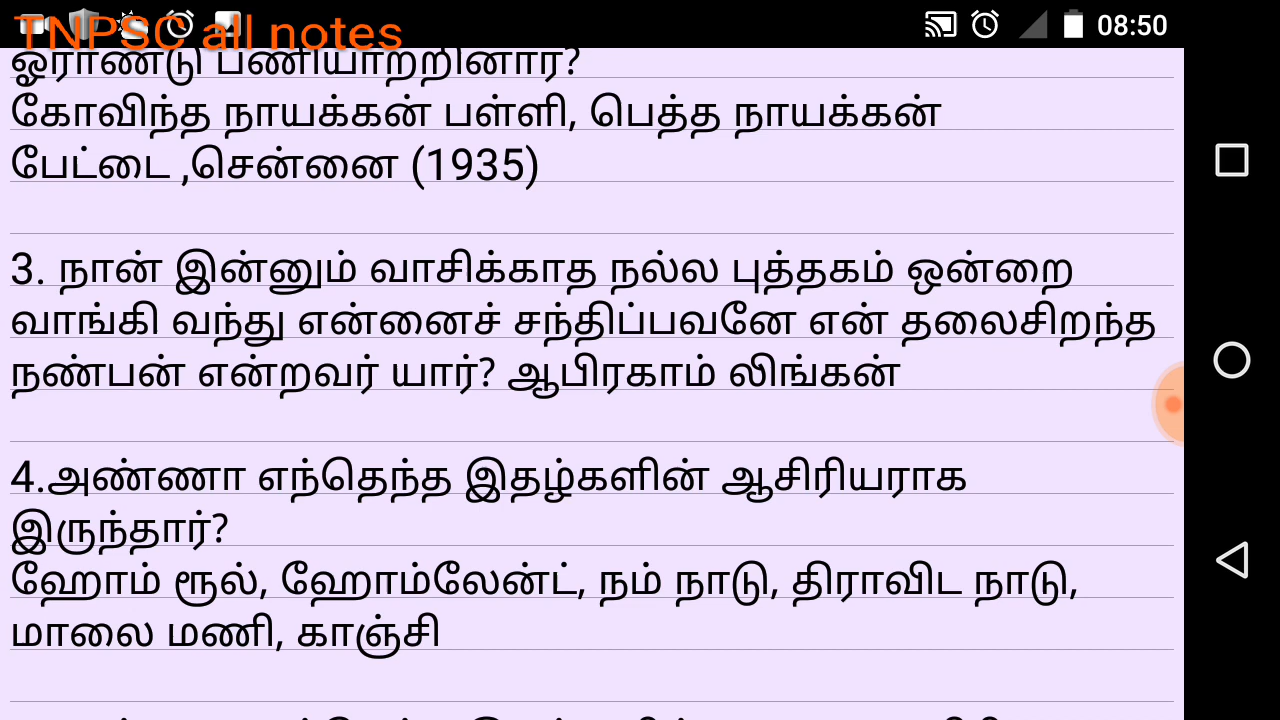 TNPSC all notes
08:50
ஓராண்டு பணியாற்றினார்?
கோவிந்த நாயக்கன் பள்ளி, பெத்த நாயக்கன்
பேட்டை ,சென்னை (1935)
3. நான் இன்னும் வாசிக்காத நல்ல புத்தகம் ஒன்றை
வாங்கி வந்து என்னைச் சந்திப்பவனே என் தலைசிறந்த
நண்பன் என்றவர் யார்? ஆபிரகாம் லிங்கன்
4.அண்ணா எந்தெந்த இதழ்களின் ஆசிரியராக
இருந்தார்?
ஹோம் ரூல், ஹோம்லேன்ட், நம் நாடு, திராவிட நாடு,
மாலை மணி, காஞ்சி